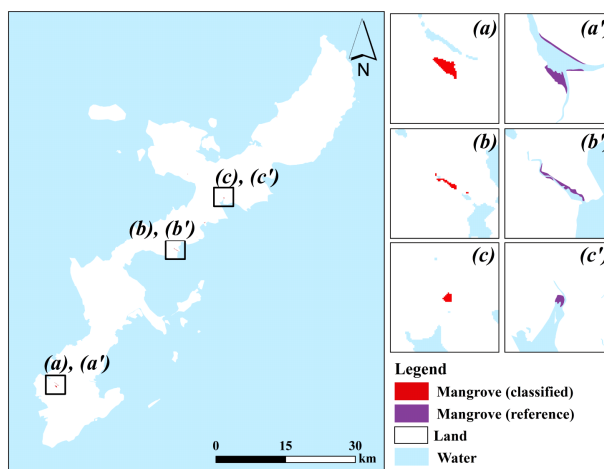 N
(c), (c')
(b), (b')
(a), (a')
0 15 30
km
(a) (a')
(b) (b')
(c) (c')
Legend
Mangrove (classified)
Mangrove (reference)
Land
Water